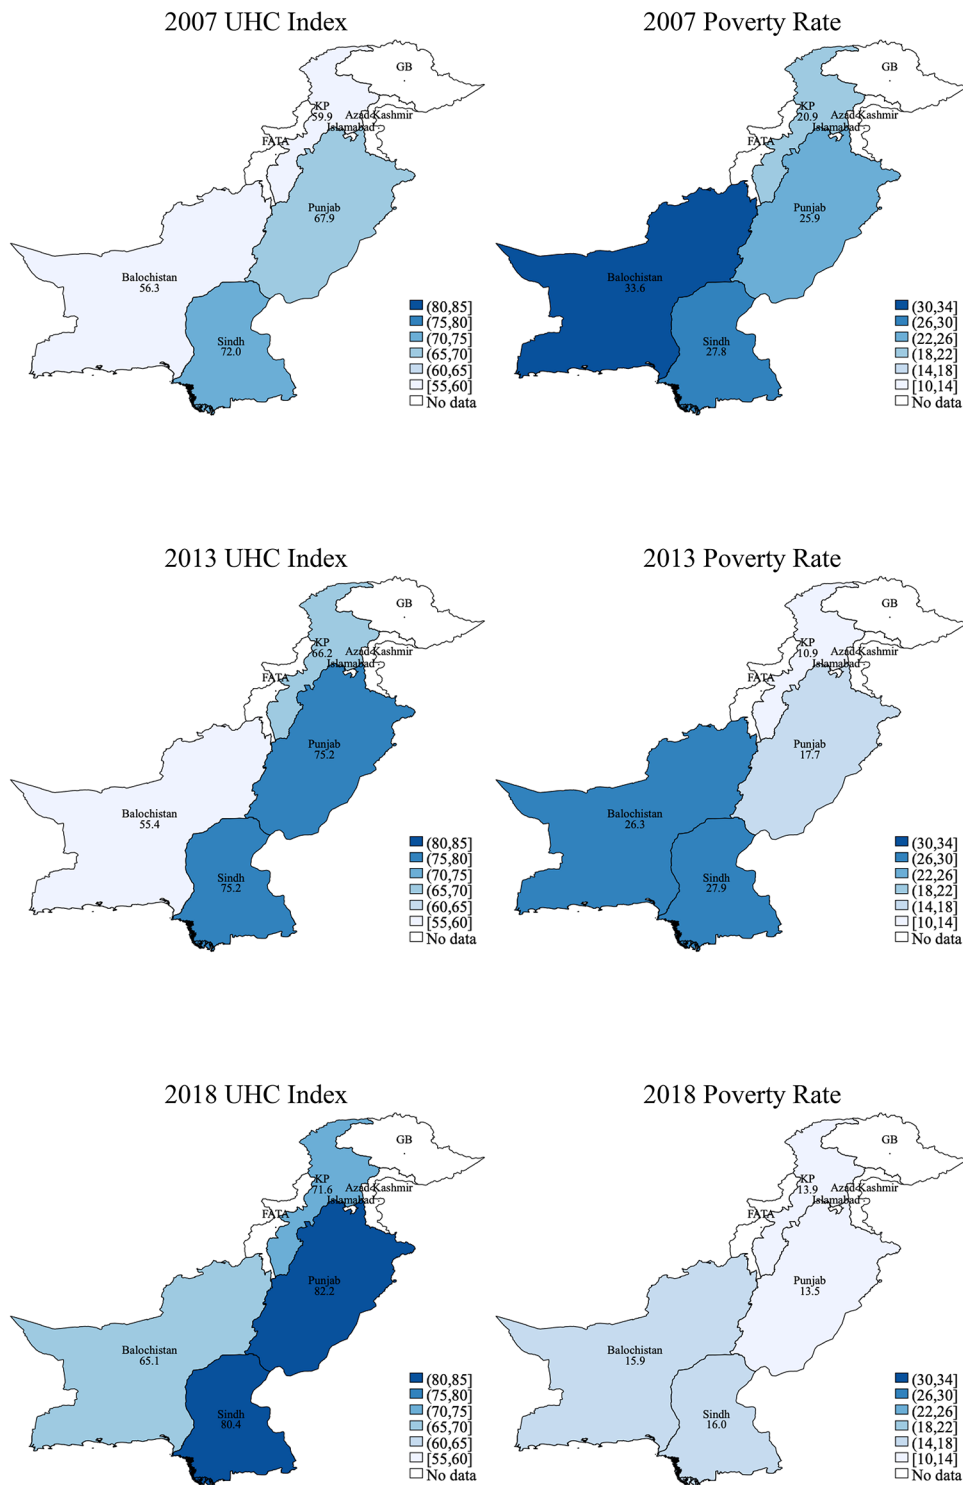 2007 UHC Index
GB
KP
59.9
Azad Kashmir
Islamabad
FATA
Punjab
67.9
Balochistan
56.3
Sindh
72.0
(80,85]
(75,80]
(70,75]
(65,70]
(60,65]
[55,60]
No data
2007 Poverty Rate
GB
KP
20.9
Azad Kashmir
Islamabad
FATA
Punjab
25.9
Balochistan
33.6
Sindh
27.8
(30,34]
(26,30]
(22,26]
(18,22]
(14,18]
[10,14]
No data
2013 UHC Index
GB
KP
66.2
Azad Kashmir
Islamabad
FATA
Punjab
75.2
Balochistan
55.4
Sindh
75.2
(80,85]
(75,80]
(70,75]
(65,70]
(60,65]
[55,60]
No data
2013 Poverty Rate
GB
KP
10.9
Azad Kashmir
Islamabad
FATA
Punjab
17.7
Balochistan
26.3
Sindh
27.9
(30,34]
(26,30]
(22,26]
(18,22]
(14,18]
[10,14]
No data
2018 UHC Index
GB
KP
71.6
Azad Kashmir
Islamabad
FATA
Punjab
82.2
Balochistan
65.1
Sindh
80.4
(80,85]
(75,80]
(70,75]
(65,70]
(60,65]
[55,60]
No data
2018 Poverty Rate
GB
KP
13.9
Azad Kashmir
Islamabad
FATA
Punjab
13.5
Balochistan
15.9
Sindh
16.0
(30,34]
(26,30]
(22,26]
(18,22]
(14,18]
[10,14]
No data